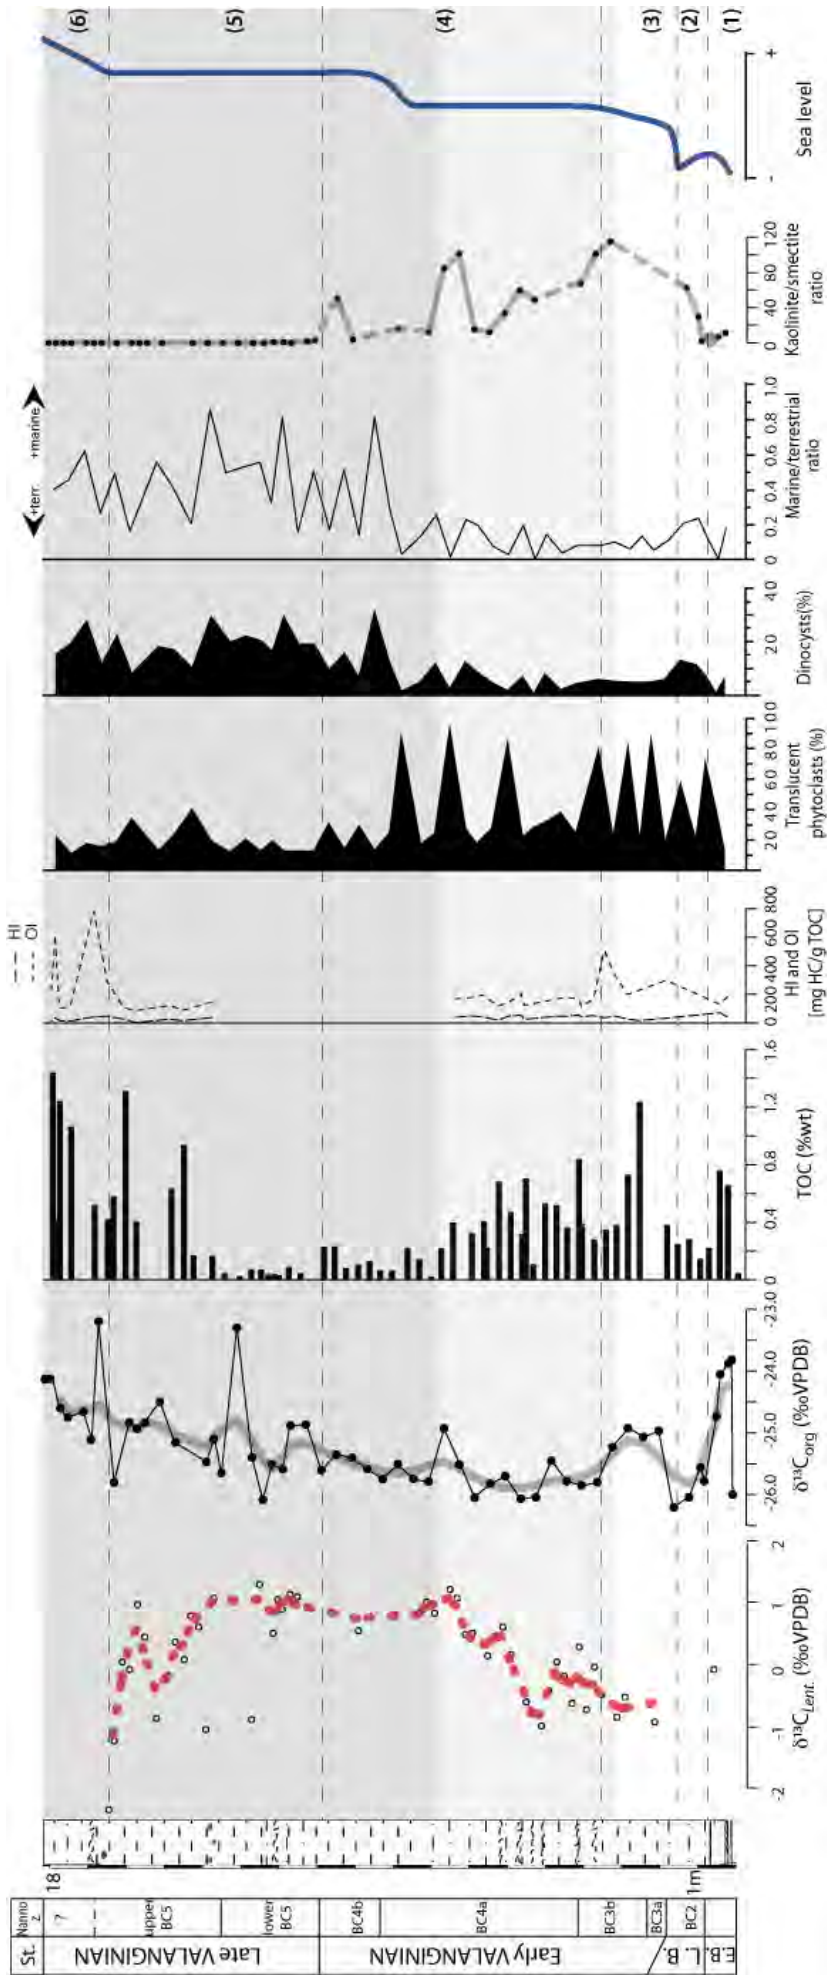 (6)
(5)
(4)
(3)
(2)
(1)
+
-
Sea level
0 40 80 120
Kaolinite/smectite
ratio
+terr. +marine
0 0.2 0.4 0.6 0.8 1.0
Marine/terrestrial
ratio
20 40
Dinocysts(%)
20 40 60 80 100
Translucent
phytoclasts (%)
HI
OI
0 200 400 600 800
HI and OI
[mg HC/g TOC]
0 0.4 0.8 1.2 1.6
TOC (%wt)
-26.0 -25.0 -24.0 -23.0
δ¹³Corg (‰VPDB)
-2 -1 0 1 2
δ¹³CLent. (‰VPDB)
18
1m
Nanno
z
?
upper
BC5
lower
BC5
BC4b
BC4a
BC3b
BC3a
BC2
St.
Late VALANGINIAN
Early VALANGINIAN
L. B.
E.B.